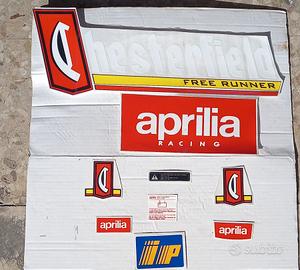 Chesterfield
FREE RUNNER
aprilia
RACING
aprilia
aprilia
IP
subito